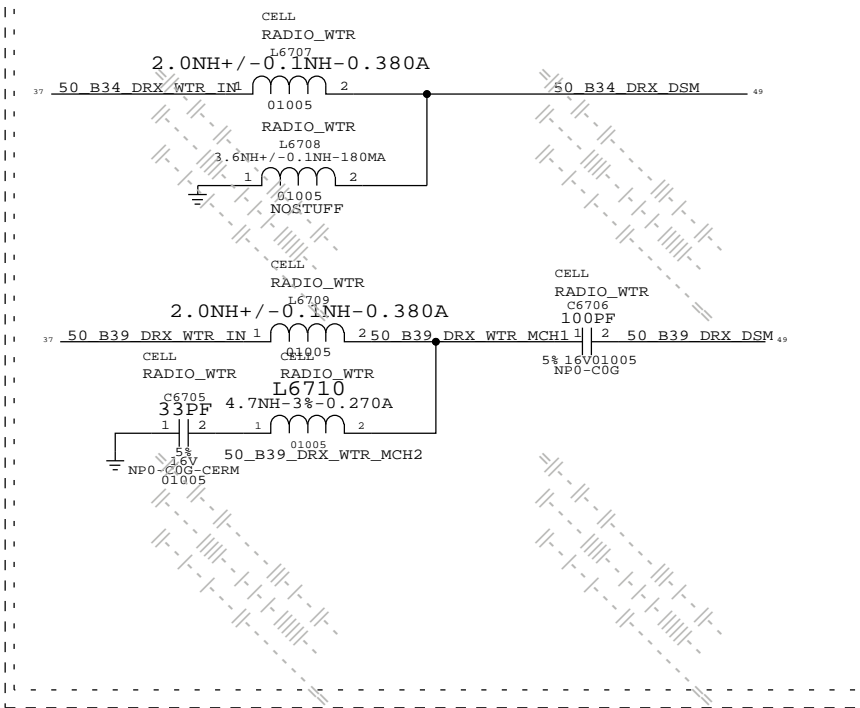 CELL
RADIO_WTR
L6707
2.0NH+/-0.1NH-0.380A
37 50_B34_DRX_WTR_IN 1 2 50_B34_DRX_DSM 49
01005
RADIO_WTR
L6708
3.6NH+/-0.1NH-180MA
1 2
01005
NOSTUFF
CELL
RADIO_WTR
L6709
2.0NH+/-0.1NH-0.380A
CELL
RADIO_WTR
C6706
100PF
37 50_B39_DRX_WTR_IN 1 2 50_B39_DRX_WTR_MCH1 1 2 50_B39_DRX_DSM 49
01005
5% 16V 01005
NP0-C0G
CELL
RADIO_WTR
C6705
33PF
1 2
5%
16V
NP0-C0G-CERM
01005
CELL
RADIO_WTR
L6710
4.7NH-3%-0.270A
1 2
01005
50_B39_DRX_WTR_MCH2